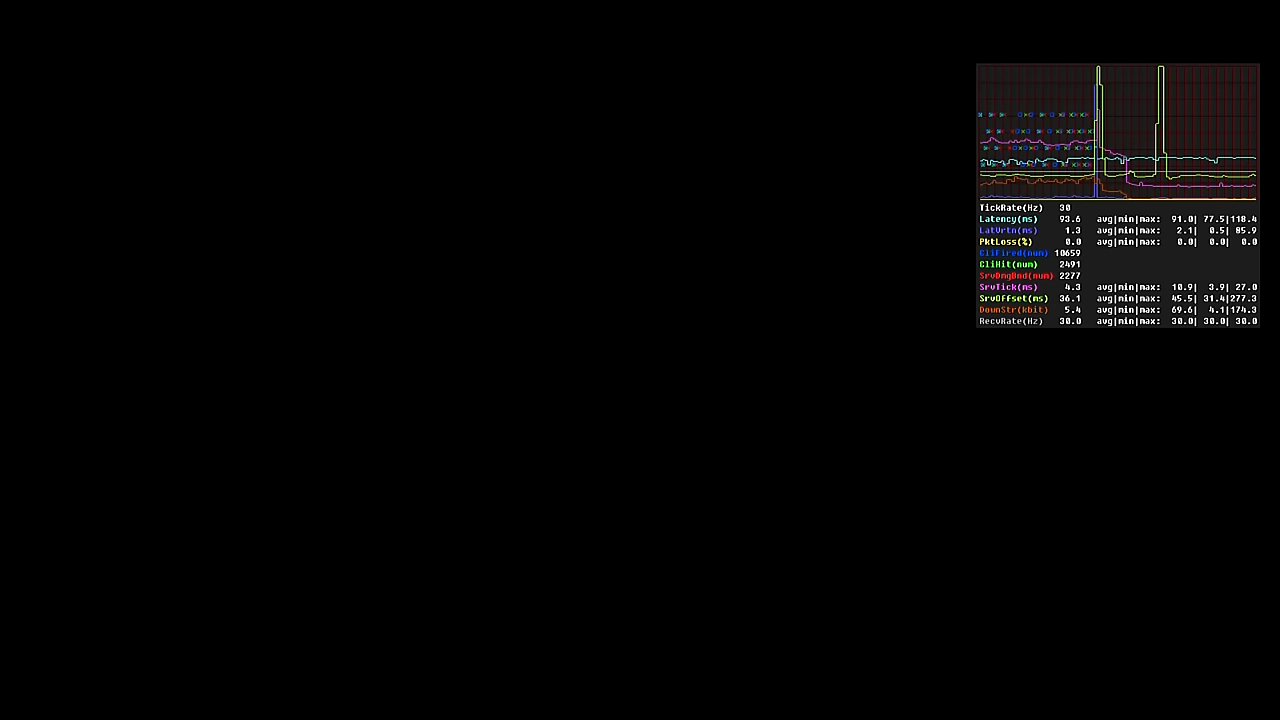 TickRate(Hz) 30
Latency(ms) 93.6 avg|min|max: 91.0| 77.5|118.4
LatVrtn(ms) 1.3 avg|min|max: 2.1| 0.5| 85.9
PktLoss(%) 0.0 avg|min|max: 0.0| 0.0| 0.0
CliFired(num) 10659
CliHit(num) 2491
SrvDmgBnd(num) 2277
SrvTick(ms) 4.3 avg|min|max: 10.9| 3.9| 27.0
SrvOffset(ms) 36.1 avg|min|max: 45.5| 31.4|277.3
DownStr(kbit) 5.4 avg|min|max: 69.6| 4.1|174.3
RecvRate(Hz) 30.0 avg|min|max: 30.0| 30.0| 30.0